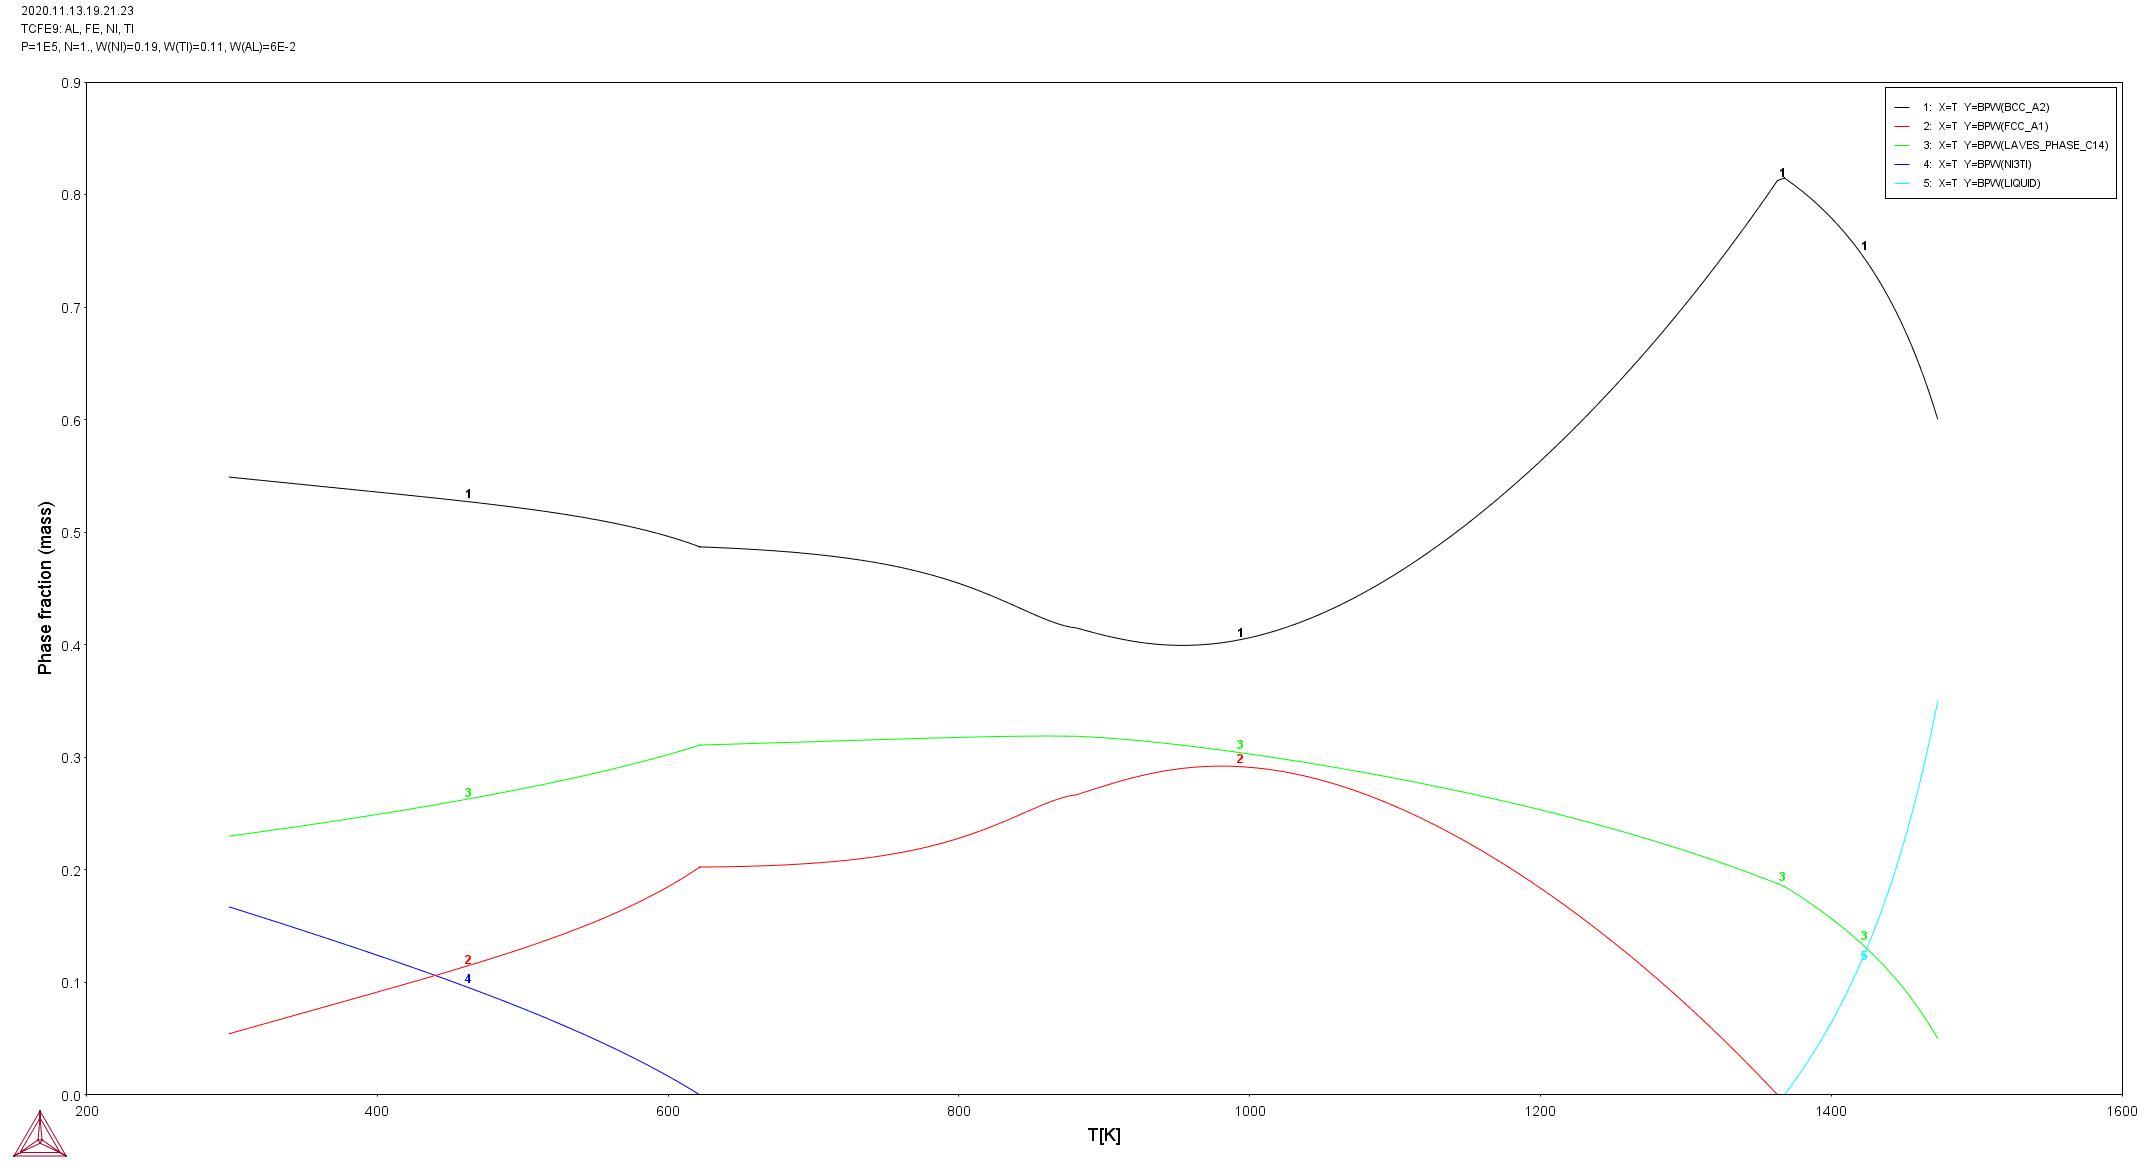 2020.11.13.19.21.23
TCFE9: AL, FE, NI, TI
P=1E5, N=1., W(NI)=0.19, W(TI)=0.11, W(AL)=6E-2
0.9
1: X=T Y=BPW(BCC_A2)
2: X=T Y=BPW(FCC_A1)
3: X=T Y=BPW(LAVES_PHASE_C14)
4: X=T Y=BPW(NI3TI)
5: X=T Y=BPW(LIQUID)
1
0.8
1
0.7
0.6
1
0.5
Phase fraction (mass)
1
0.4
3
2
0.3
3
3
0.2
3
2
5
4
0.1
0.0
200 400 600 800 1000 1200 1400 1600
T[K]